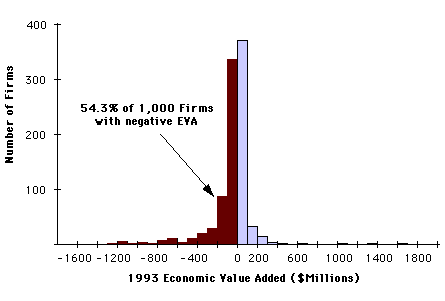 400
300
200
100
Number of Firms
54.3% of 1,000 Firms
with negative EVA
-1600 -1200 -800 -400 0 200 600 1000 1400 1800
1993 Economic Value Added ($Millions)